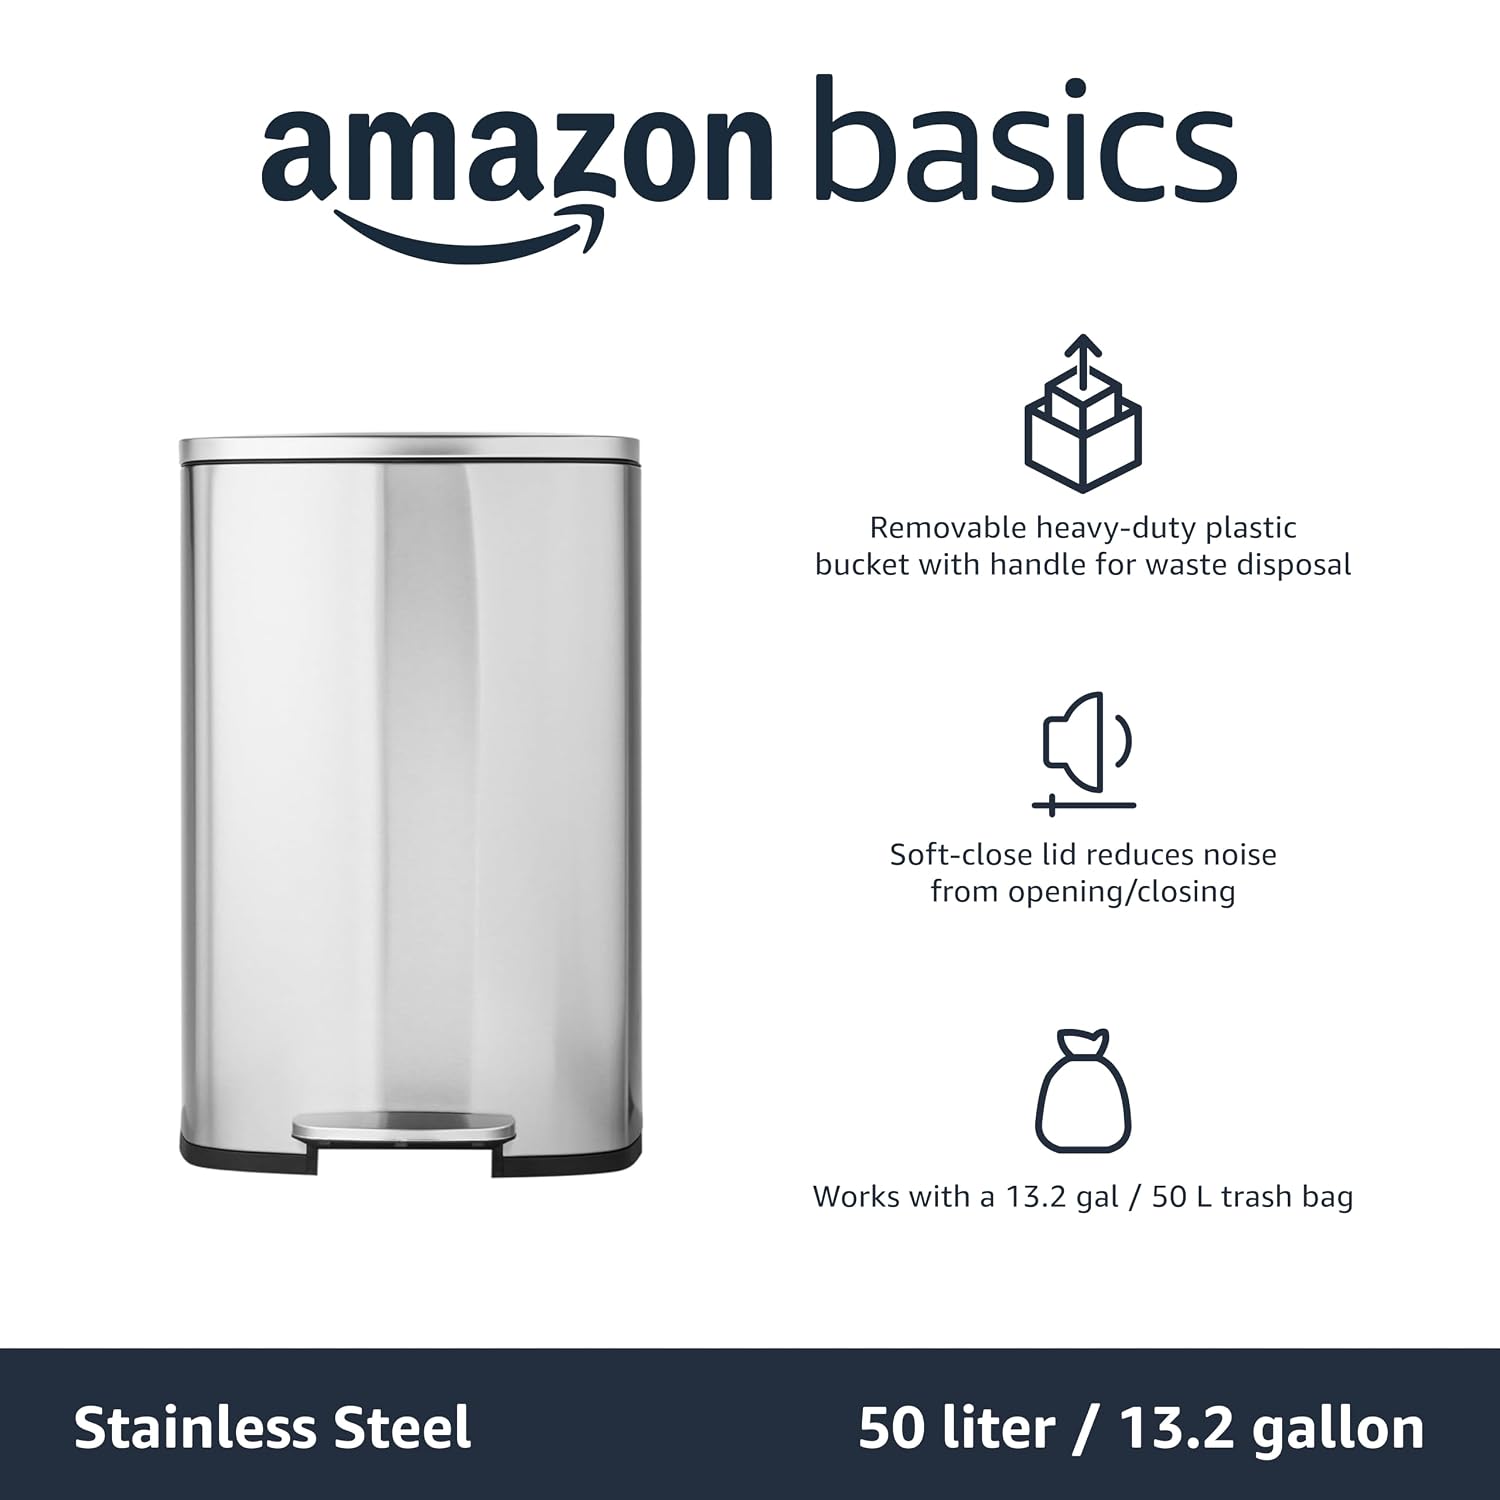 amazon basics
Removable heavy-duty plastic
bucket with handle for waste disposal
Soft-close lid reduces noise
from opening/closing
Works with a 13.2 gal / 50 L trash bag
Stainless Steel
50 liter / 13.2 gallon